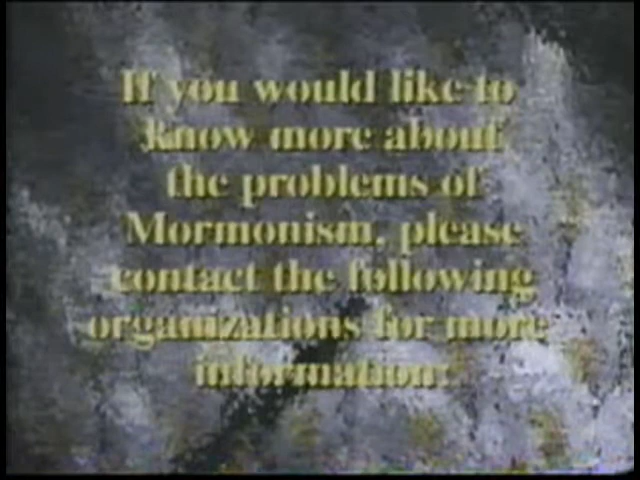 If you would like to
know more about
the problems of
Mormonism, please
contact the following
organizations for more
information: